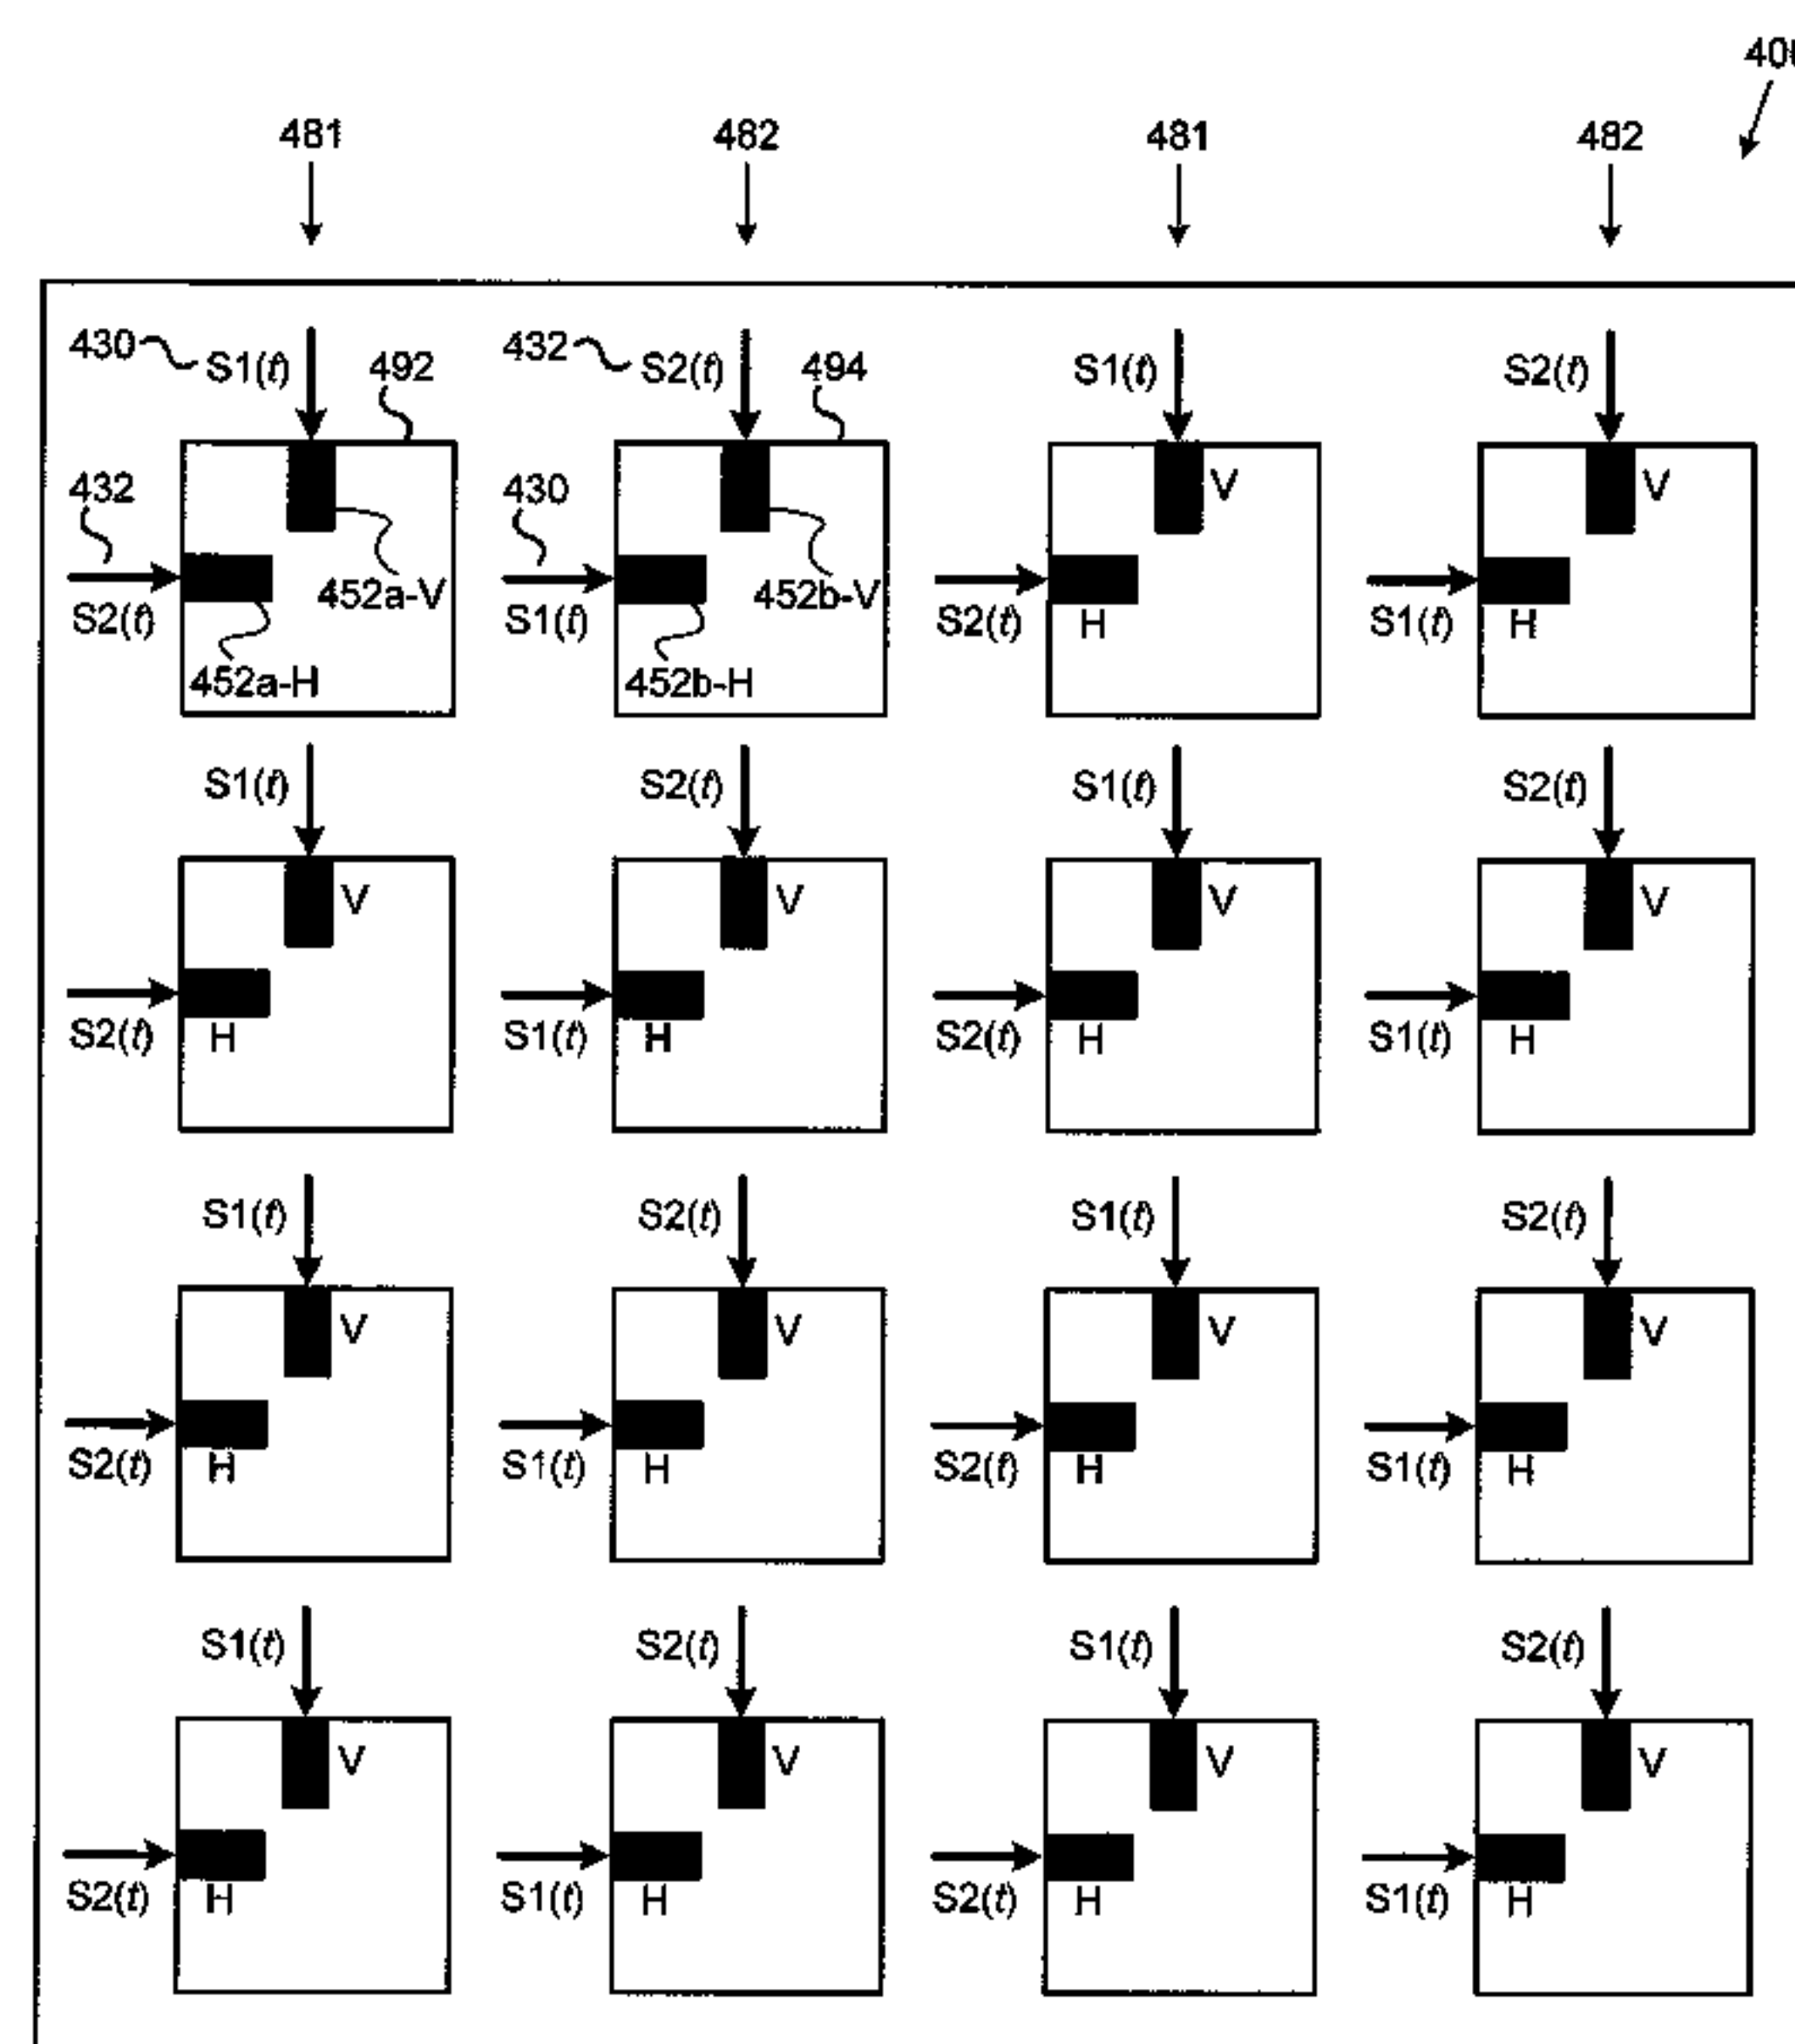 481 482 481 482
430 S1(t) 492 432 S2(t) 494 S1(t) S2(t)
432 430 V V
452a-V 452b-V
S2(t) S1(t) S2(t) H S1(t) H
452a-H 452b-H
S1(t) S2(t) S1(t) S2(t)
V V V V
S2(t) H S1(t) H S2(t) H S1(t) H
S1(t) S2(t) S1(t) S2(t)
V V V V
S2(t) H S1(t) H S2(t) H S1(t) H
S1(t) S2(t) S1(t) S2(t)
V V V V
S2(t) H S1(t) H S2(t) H S1(t) H